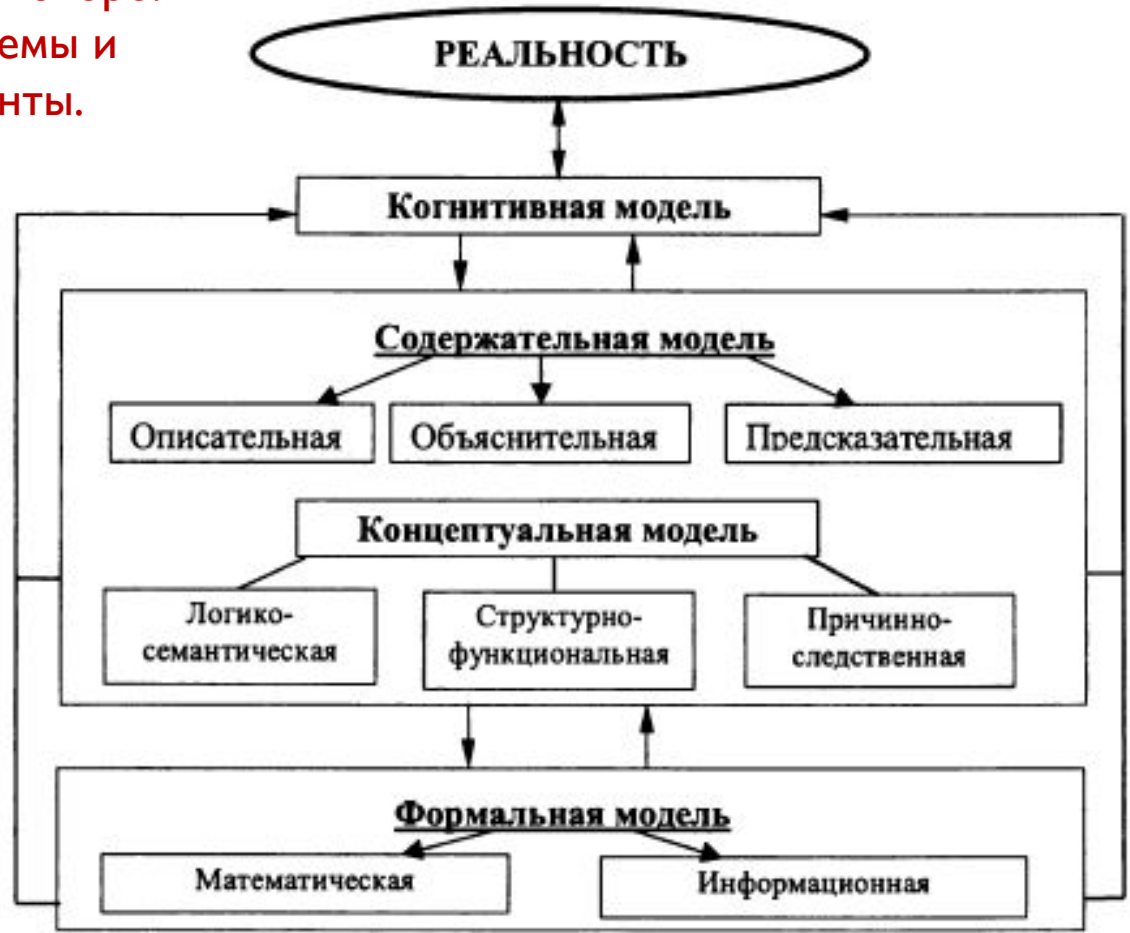 емы и
нты.
РЕАЛЬНОСТЬ
Когнитивная модель
Содержательная модель
Описательная
Объяснительная
Предсказательная
Концептуальная модель
Логико-
семантическая
Структурно-
функциональная
Причинно-
следственная
Формальная модель
Математическая
Информационная